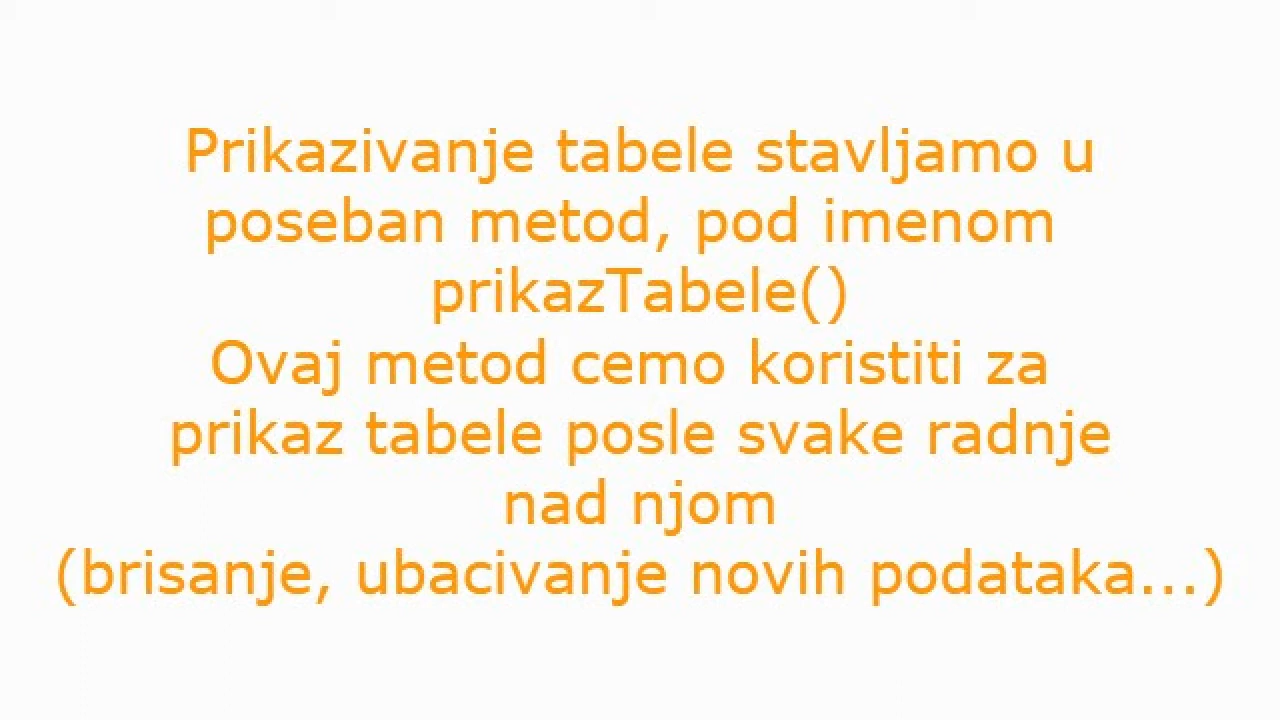 Prikazivanje tabele stavljamo u
poseban metod, pod imenom
prikazTabele()
Ovaj metod cemo koristiti za
prikaz tabele posle svake radnje
nad njom
(brisanje, ubacivanje novih podataka...)